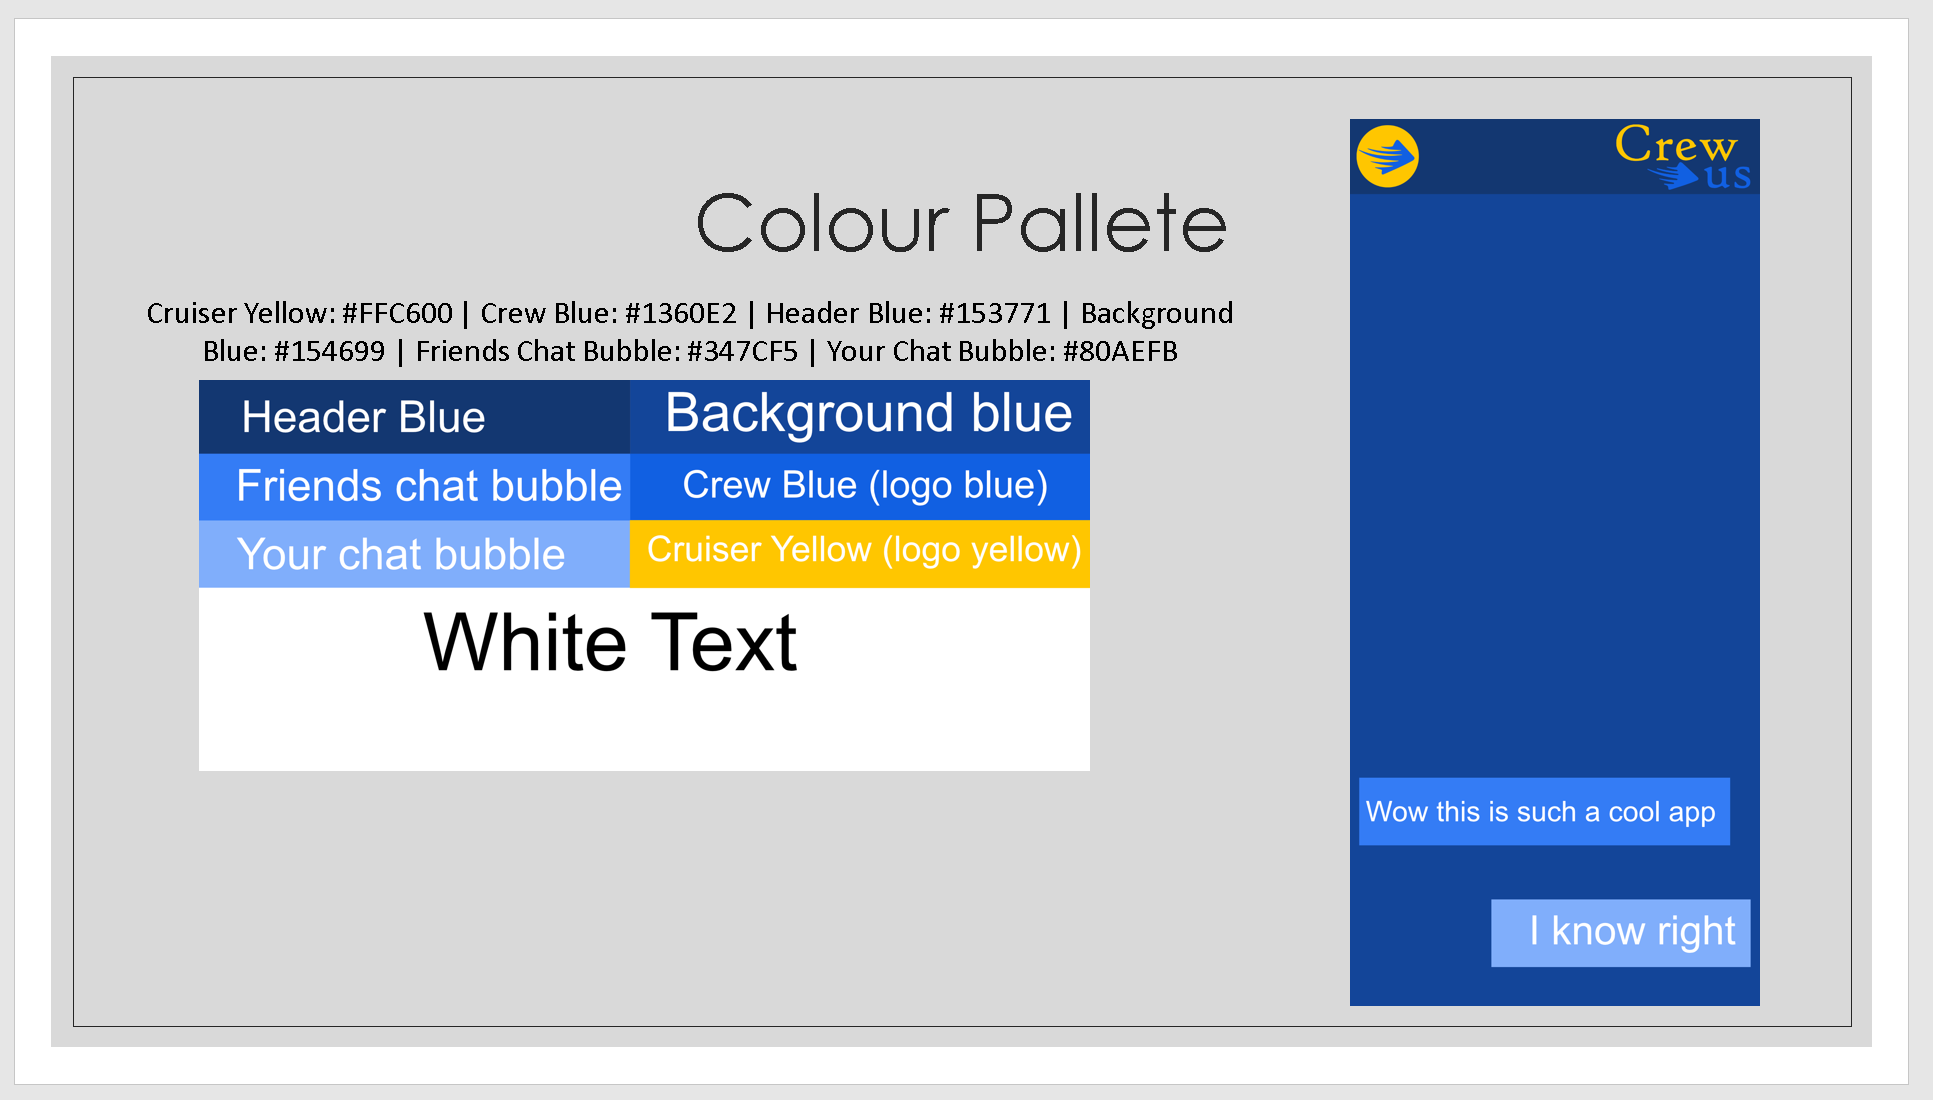 Colour Pallete
Cruiser Yellow: #FFC600 | Crew Blue: #1360E2 | Header Blue: #153771 | Background
Blue: #154699 | Friends Chat Bubble: #347CF5 | Your Chat Bubble: #80AEFB
Header Blue
Background blue
Friends chat bubble
Crew Blue (logo blue)
Your chat bubble
Cruiser Yellow (logo yellow)
White Text
Crew
us
Wow this is such a cool app
I know right